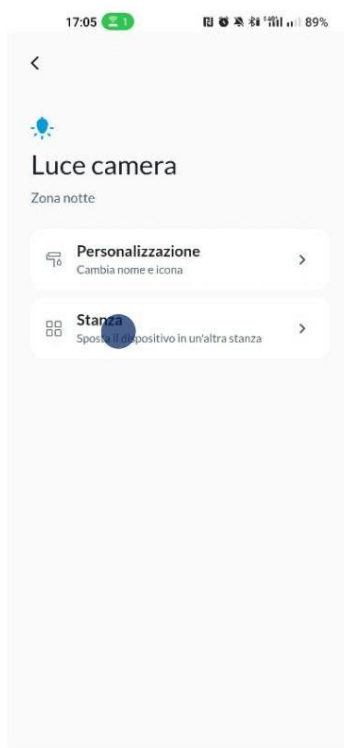 17:05 1 89%
Luce camera
Zona notte
Personalizzazione
Cambia nome e icona
Stanza
Sposta il dispositivo in un'altra stanza